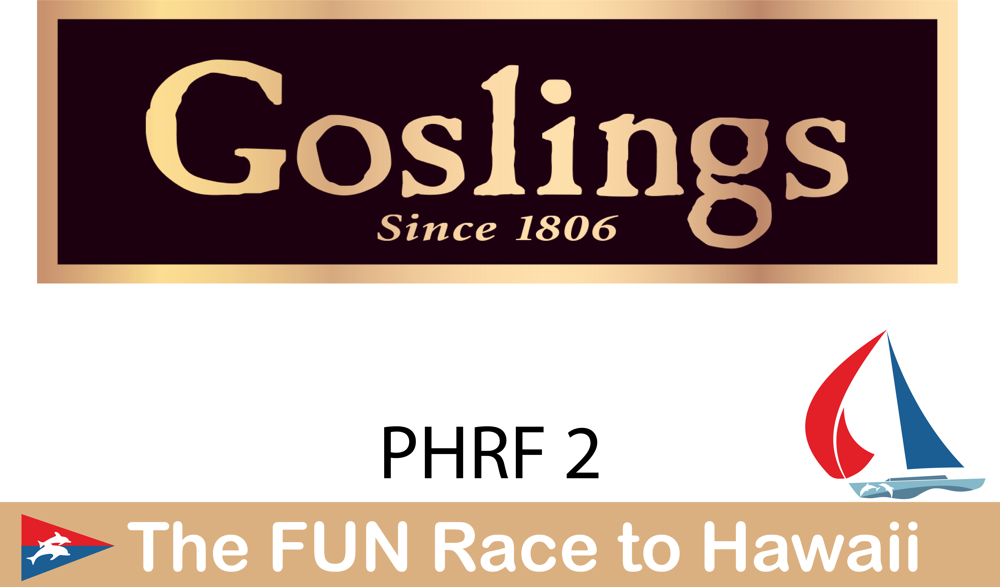 Goslings
Since 1806
PHRF 2
The FUN Race to Hawaii